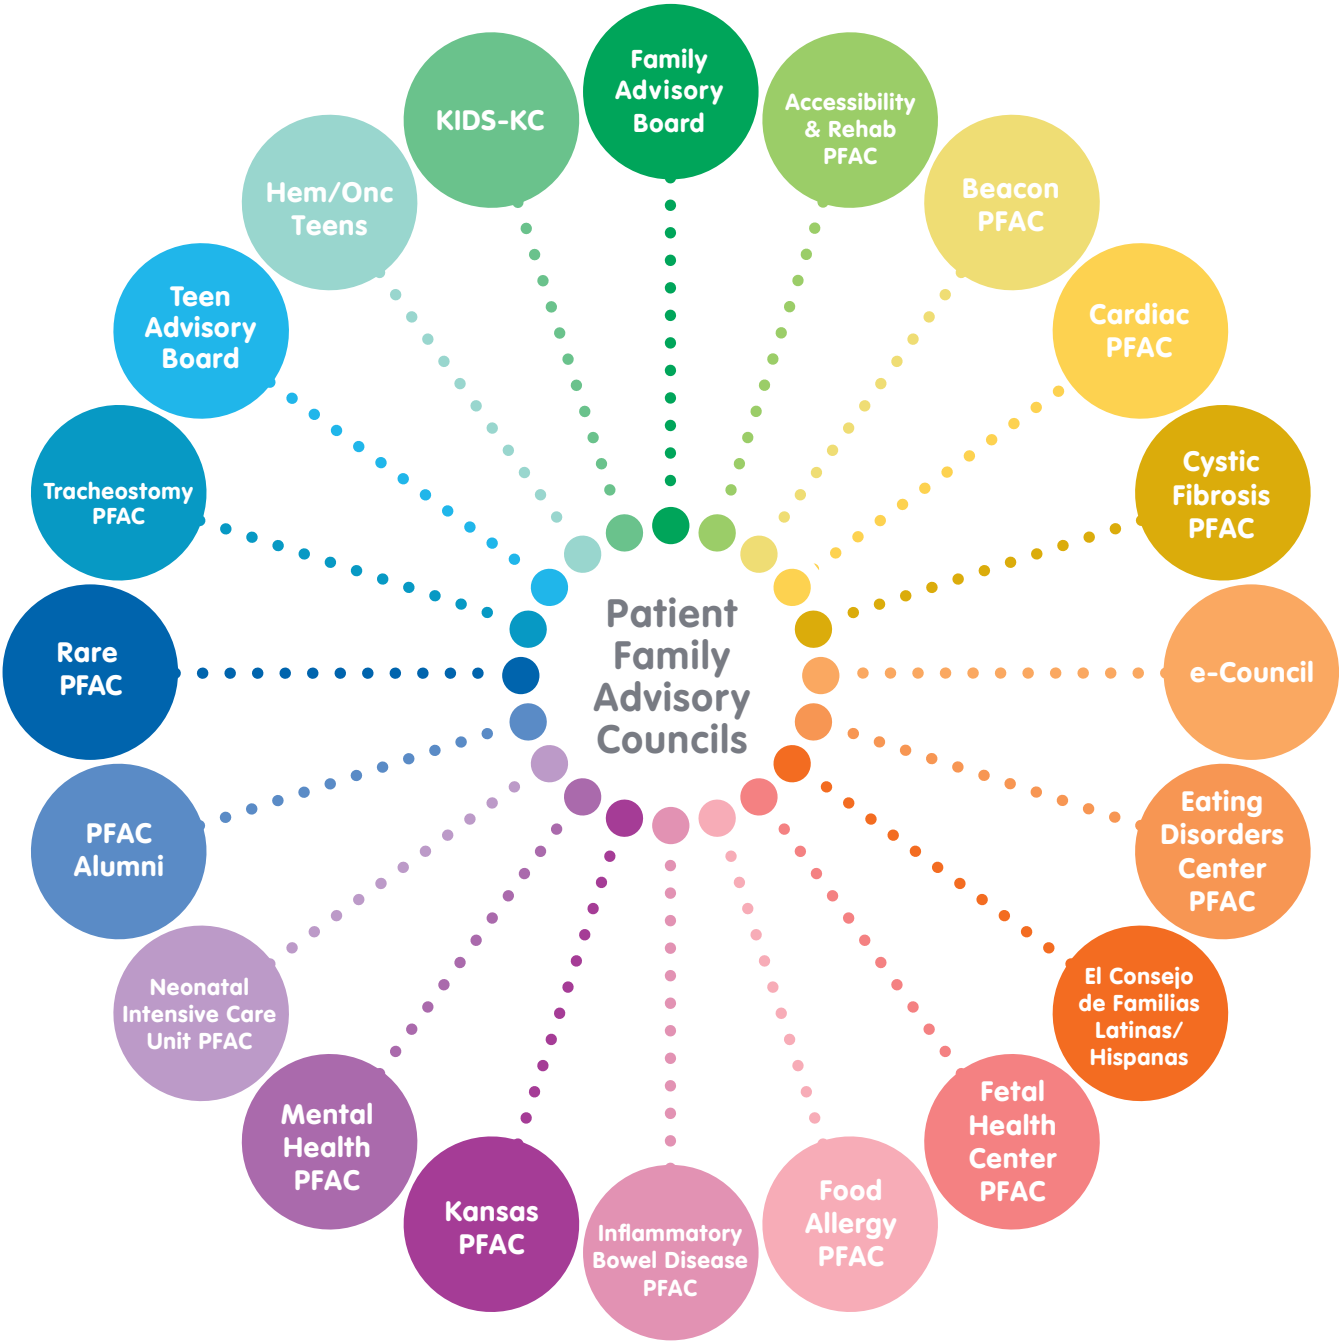 Family
Advisory
Board
Accessibility
& Rehab
PFAC
Beacon
PFAC
Cardiac
PFAC
Cystic
Fibrosis
PFAC
e-Council
Eating
Disorders
Center
PFAC
El Consejo
de Familias
Latinas/
Hispanas
Fetal
Health
Center
PFAC
Food
Allergy
PFAC
Inflammatory
Bowel Disease
PFAC
Kansas
PFAC
Mental
Health
PFAC
Neonatal
Intensive Care
Unit PFAC
PFAC
Alumni
Rare
PFAC
Tracheostomy
PFAC
Teen
Advisory
Board
Hem/Onc
Teens
KIDS-KC
Patient
Family
Advisory
Councils